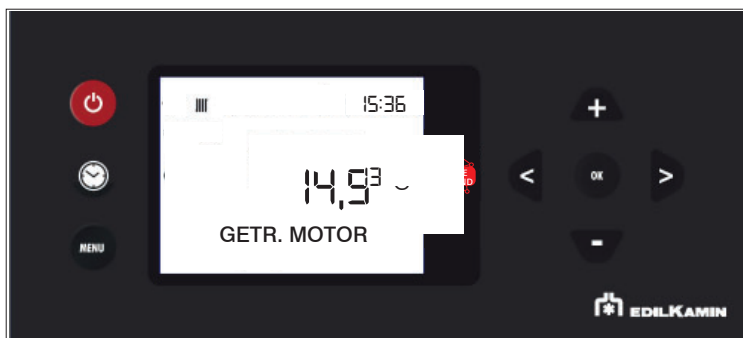 15:36
14,9³
GETR. MOTOR
+
< OK >
MENU
-
EDILKAMIN